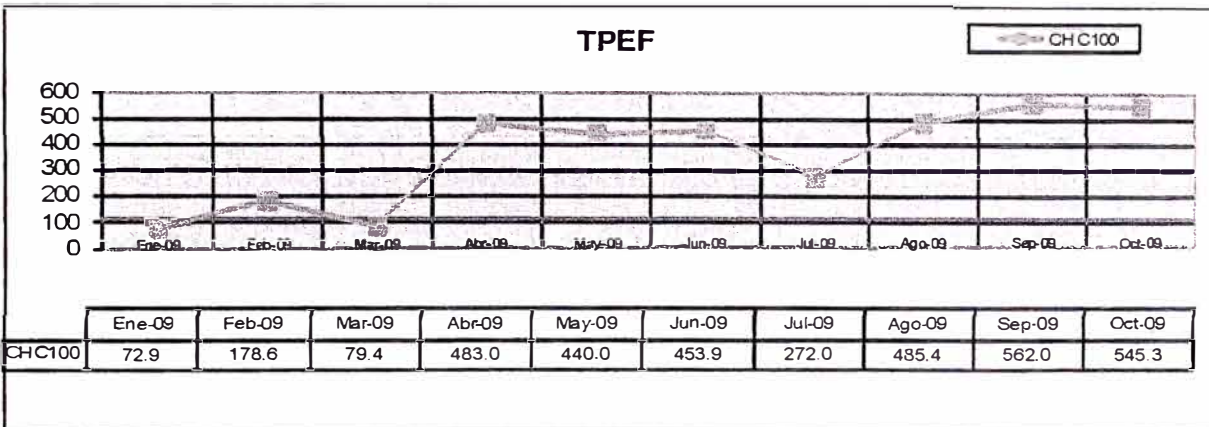 TPEF
CHC100
600
500
400
300
200
100
0
Ene-09 Feb-09 Mar-09 Abr-09 May-09 Jun-09 Jul-09 Ago-09 Sep-09 Oct-09
Ene-09 Feb-09 Mar-09 Abr-09 May-09 Jun-09 Jul-09 Ago-09 Sep-09 Oct-09
CHC100 72.9 178.6 79.4 483.0 440.0 453.9 272.0 485.4 562.0 545.3